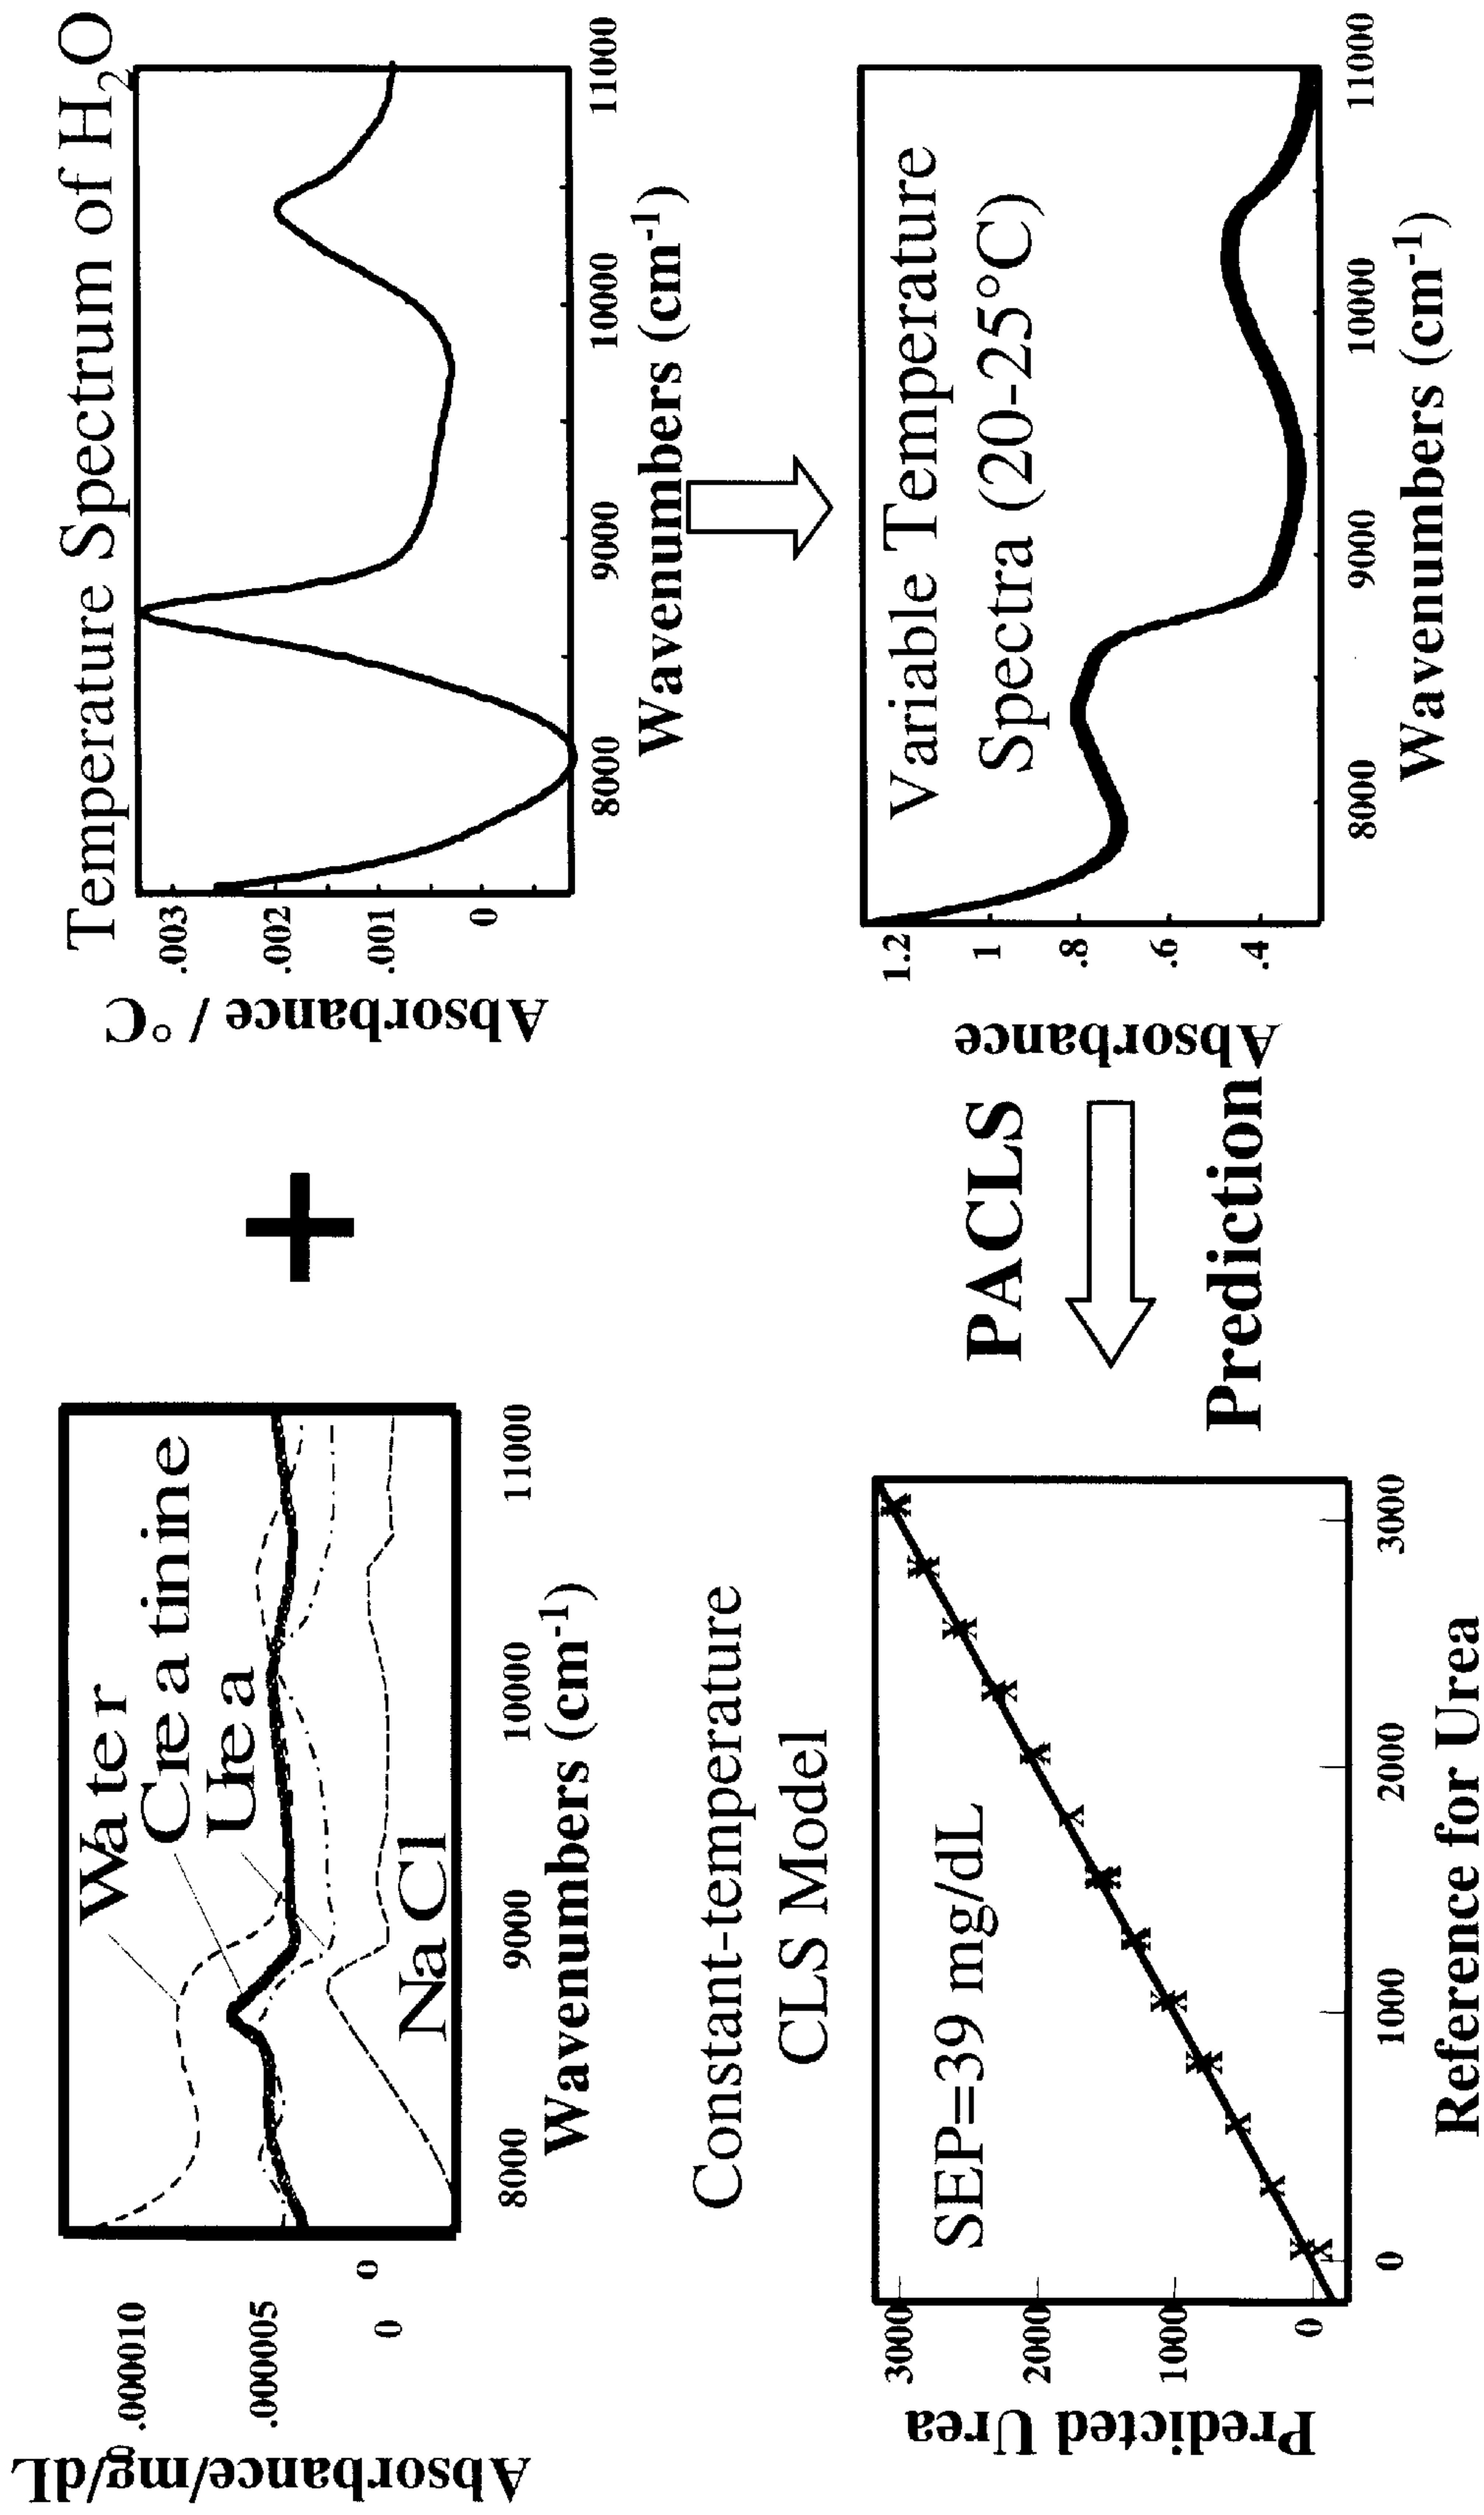 Absorbance/mg/dL
.00010
.00005
0
0
Water
Creatinine
Urea
NaCl
8000
9000
10000
11000
Wavenumbers (cm-1)
Constant-temperature
CLS Model
+
Temperature Spectrum of H2O
Absorbance / °C
.003
.002
.001
0
8000
9000
10000
11000
Wavenumbers (cm-1)
Predicted Urea
3000
2000
1000
0
SEP=39 mg/dL
0
1000
2000
3000
Reference for Urea
PACLS
Prediction
Absorbance
1.2
1
.8
.6
.4
Variable Temperature
Spectra (20-25°C)
8000
9000
10000
11000
Wavenumbers (cm-1)